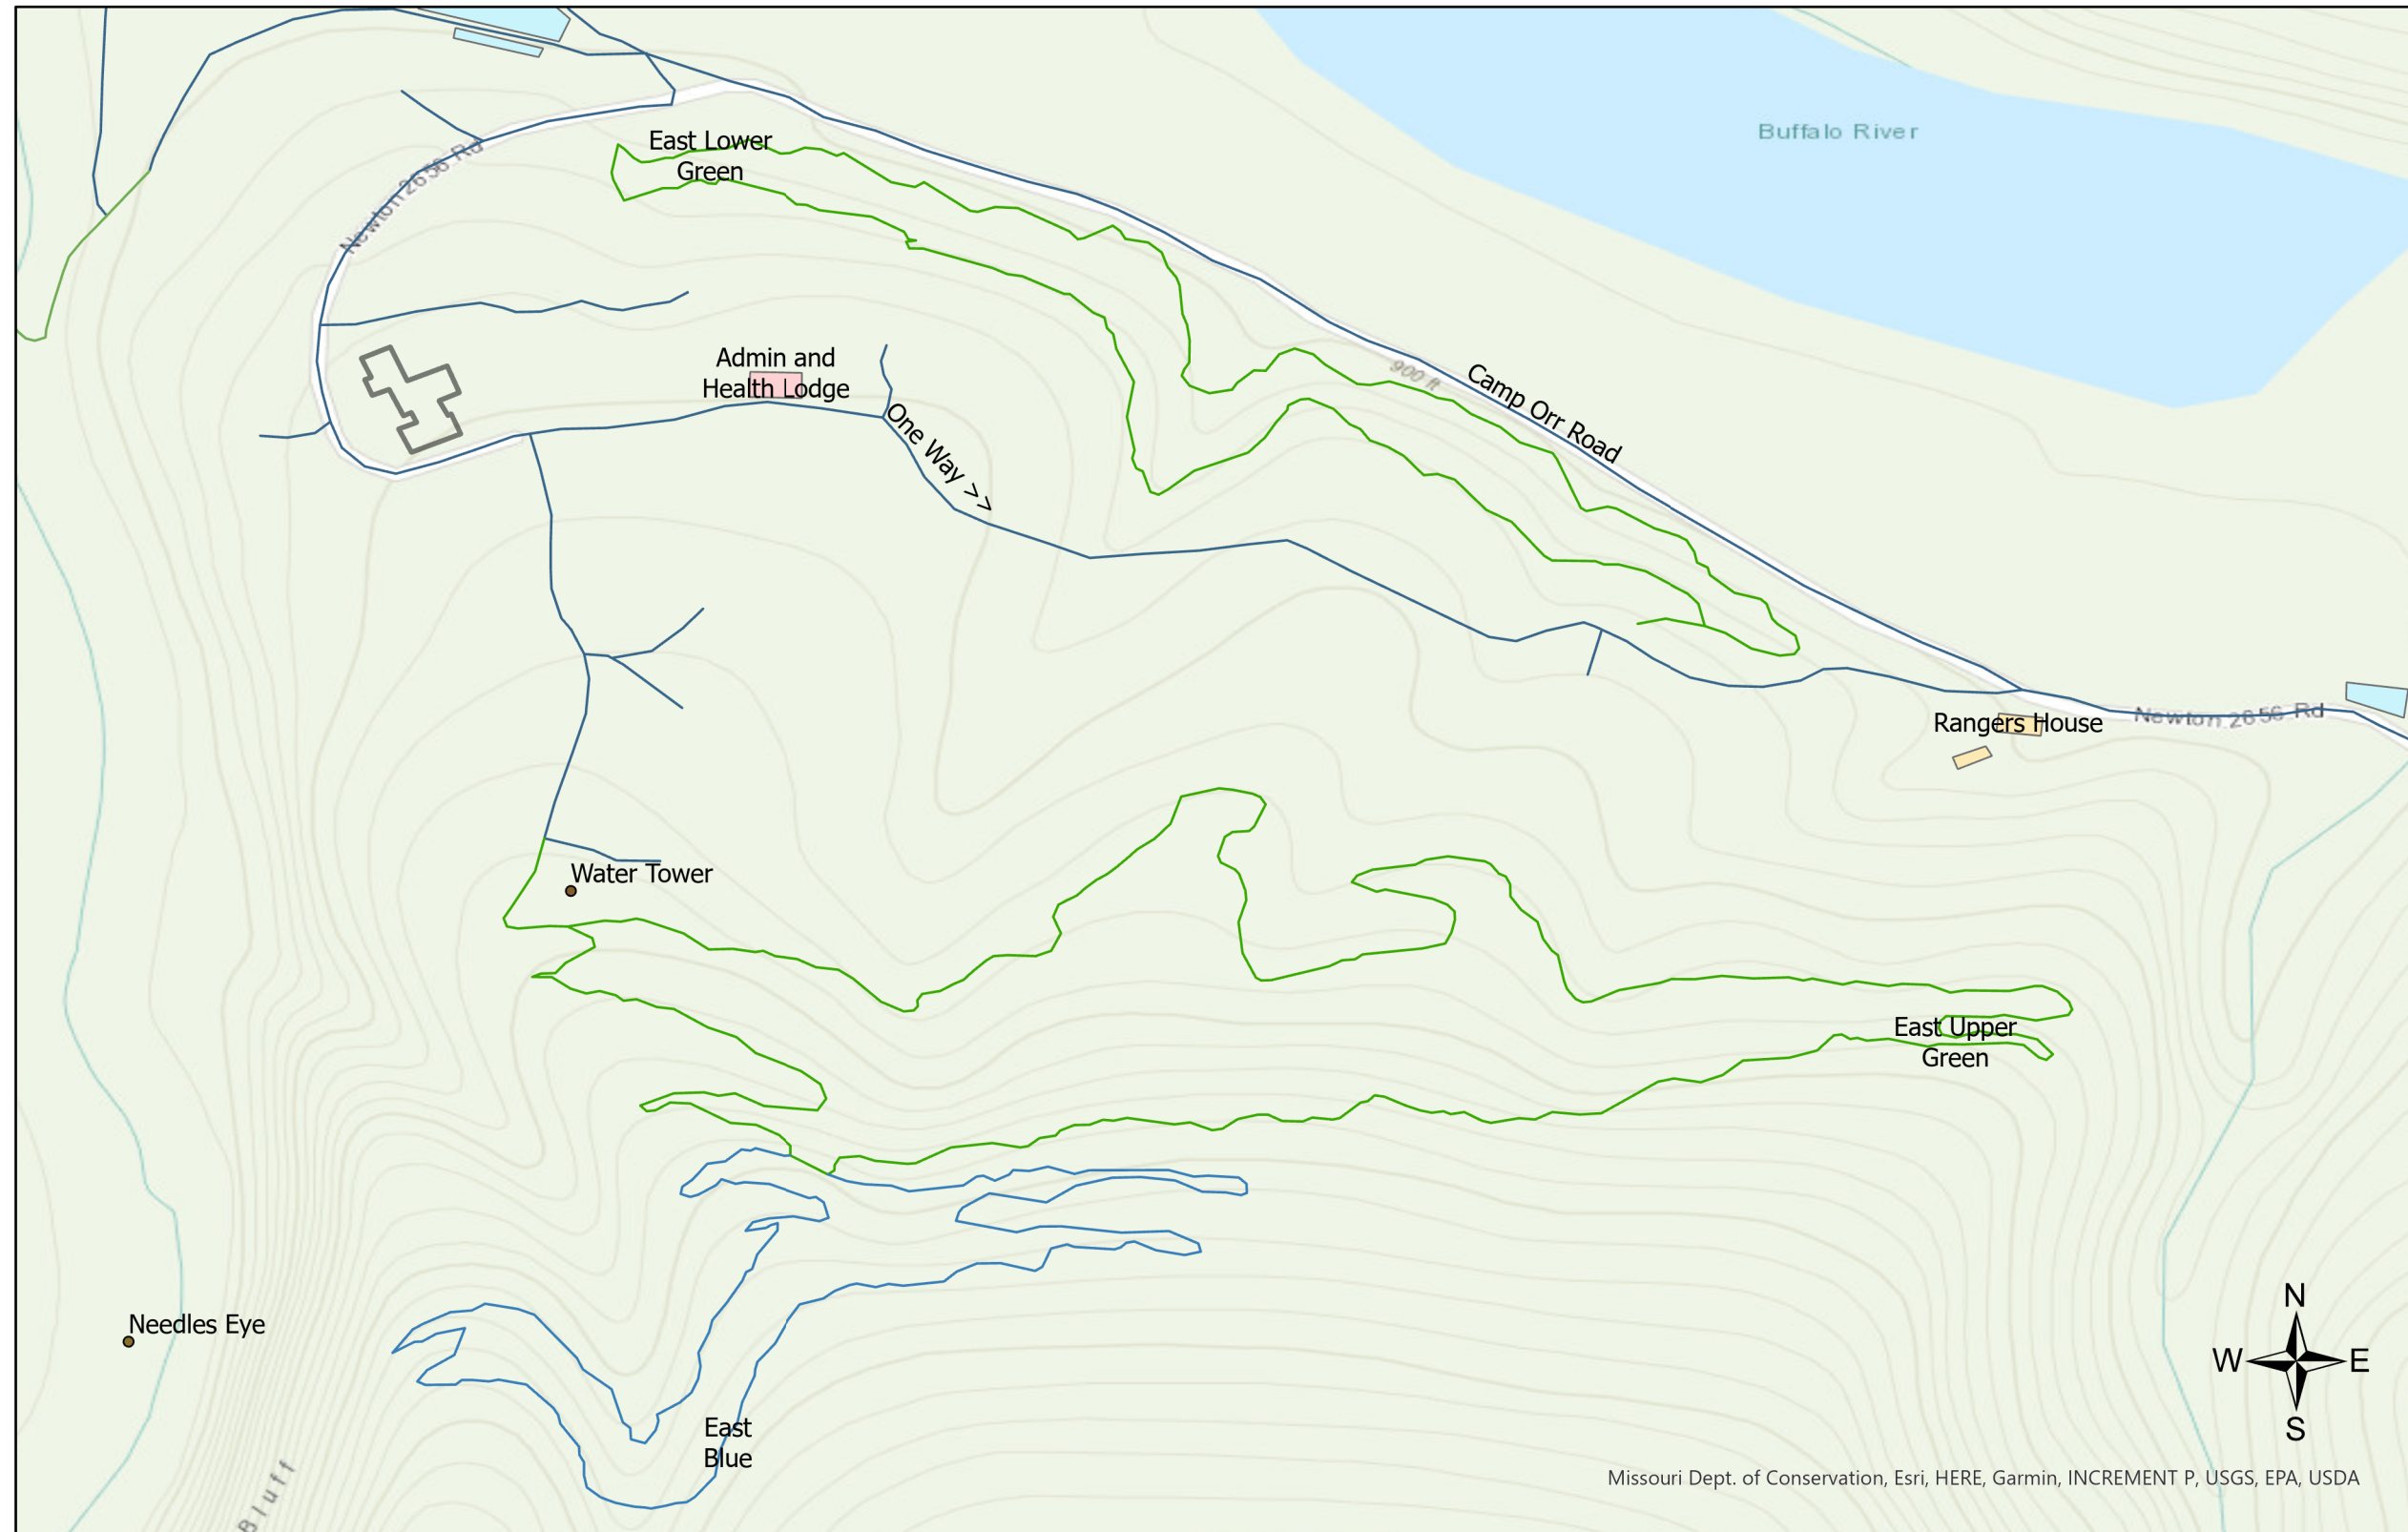 Buffalo River
East Lower
Green
Newton 2656 Rd
Admin and
Health Lodge
One Way >>
900 ft
Camp Orr Road
Newton 2656 Rd
Rangers House
Water Tower
East Upper
Green
Needles Eye
East
Blue
Bluff
N
W
E
S
Missouri Dept. of Conservation, Esri, HERE, Garmin, INCREMENT P, USGS, EPA, USDA